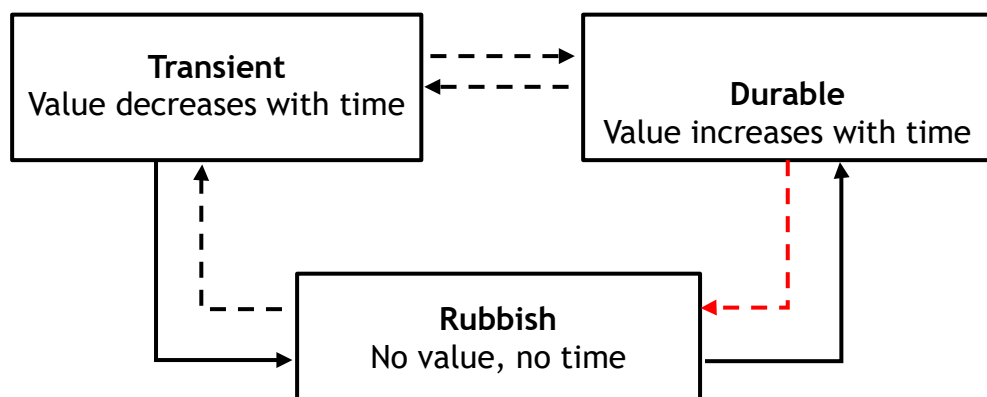 Transient
Value decreases with time
Durable
Value increases with time
Rubbish
No value, no time